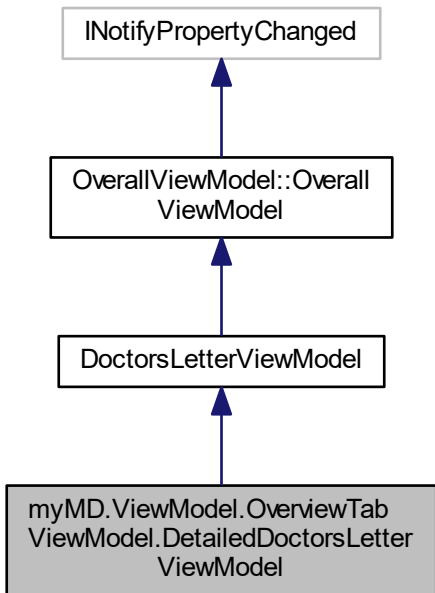 INotifyPropertyChanged
OverallViewModel::Overall
ViewModel
DoctorsLetterViewModel
myMD.ViewModel.OverviewTab
ViewModel.DetailedDoctorsLetter
ViewModel